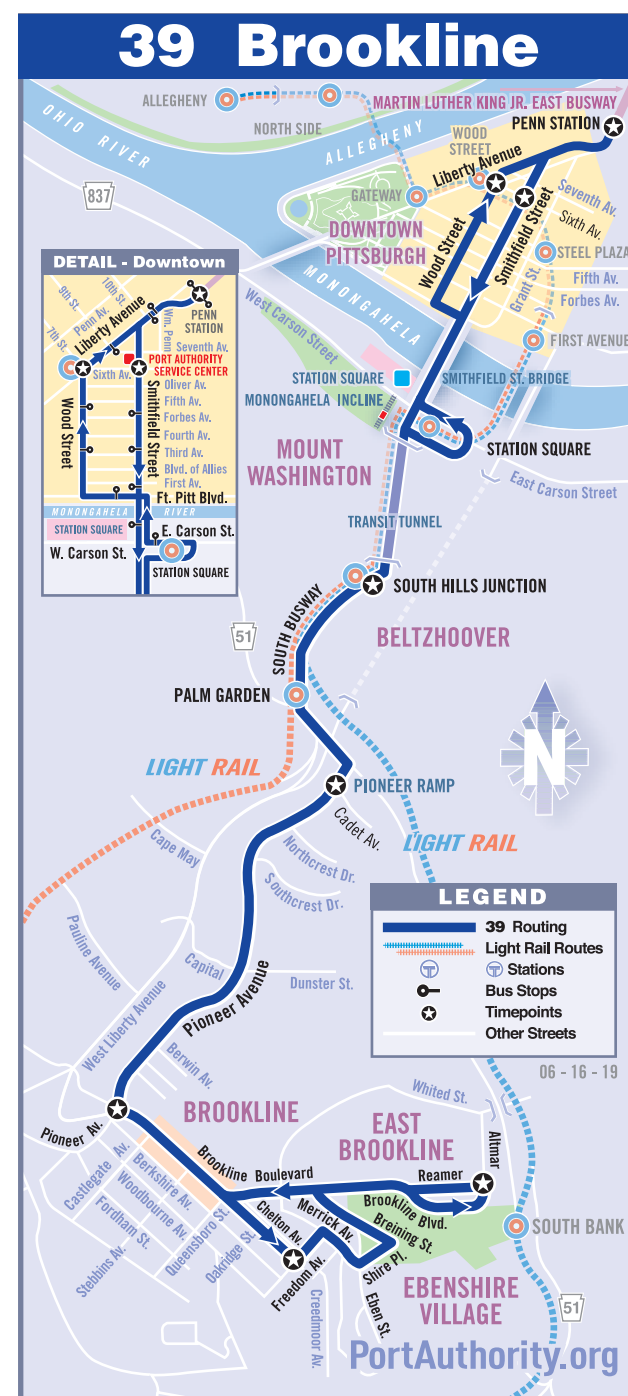 39 Brookline
ALLEGHENY
MARTIN LUTHER KING JR. EAST BUSWAY
PENN STATION
OHIO RIVER
NORTH SIDE
ALLEGHENY
WOOD
STREET
Liberty Avenue
837
GATEWAY
Seventh Av.
Sixth Av.
DOWNTOWN
PITTSBURGH
Wood Street
Smithfield Street
STEEL PLAZA
Grant St.
Fifth Av.
Forbes Av.
MONONGAHELA
FIRST AVENUE
West Carson Street
STATION SQUARE
SMITHFIELD ST. BRIDGE
MONONGAHELA INCLINE
STATION SQUARE
MOUNT
WASHINGTON
East Carson Street
TRANSIT TUNNEL
DETAIL - Downtown
10th St.
9th St.
Penn Av.
7th St.
Liberty Avenue
PENN
STATION
Wm. Penn
Seventh Av.
PORT AUTHORITY
SERVICE CENTER
Sixth Av.
Oliver Av.
Fifth Av.
Forbes Av.
Fourth Av.
Third Av.
Blvd. of Allies
First Av.
Wood Street
Smithfield Street
Ft. Pitt Blvd.
MONONGAHELA RIVER
STATION SQUARE
E. Carson St.
W. Carson St.
STATION SQUARE
SOUTH HILLS JUNCTION
SOUTH BUSWAY
51
BELTZHOOVER
PALM GARDEN
N
LIGHT RAIL
PIONEER RAMP
Cadet Av.
LIGHT RAIL
Cape May
Northcrest Dr.
Southcrest Dr.
LEGEND
39 Routing
Light Rail Routes
T
T Stations
Bus Stops
Timepoints
Other Streets
06 - 16 - 19
Pauline Avenue
Capital
Dunster St.
Pioneer Avenue
West Liberty Avenue
Berwin Av.
Whited St.
BROOKLINE
EAST
BROOKLINE
Altmar
Pioneer Av.
Castlegate Av.
Berkshire Av.
Woodbourne Av.
Fordham St.
Stebbins Av.
Queensboro St.
Oakridge St.
Brookline Boulevard
Reamer
Chelton Av.
Merrick Av.
Brookline Blvd.
Breining St.
SOUTH BANK
Freedom Av.
Shire Pl.
Eben St.
Creedmoor Av.
EBENSHIRE
VILLAGE
51
PortAuthority.org